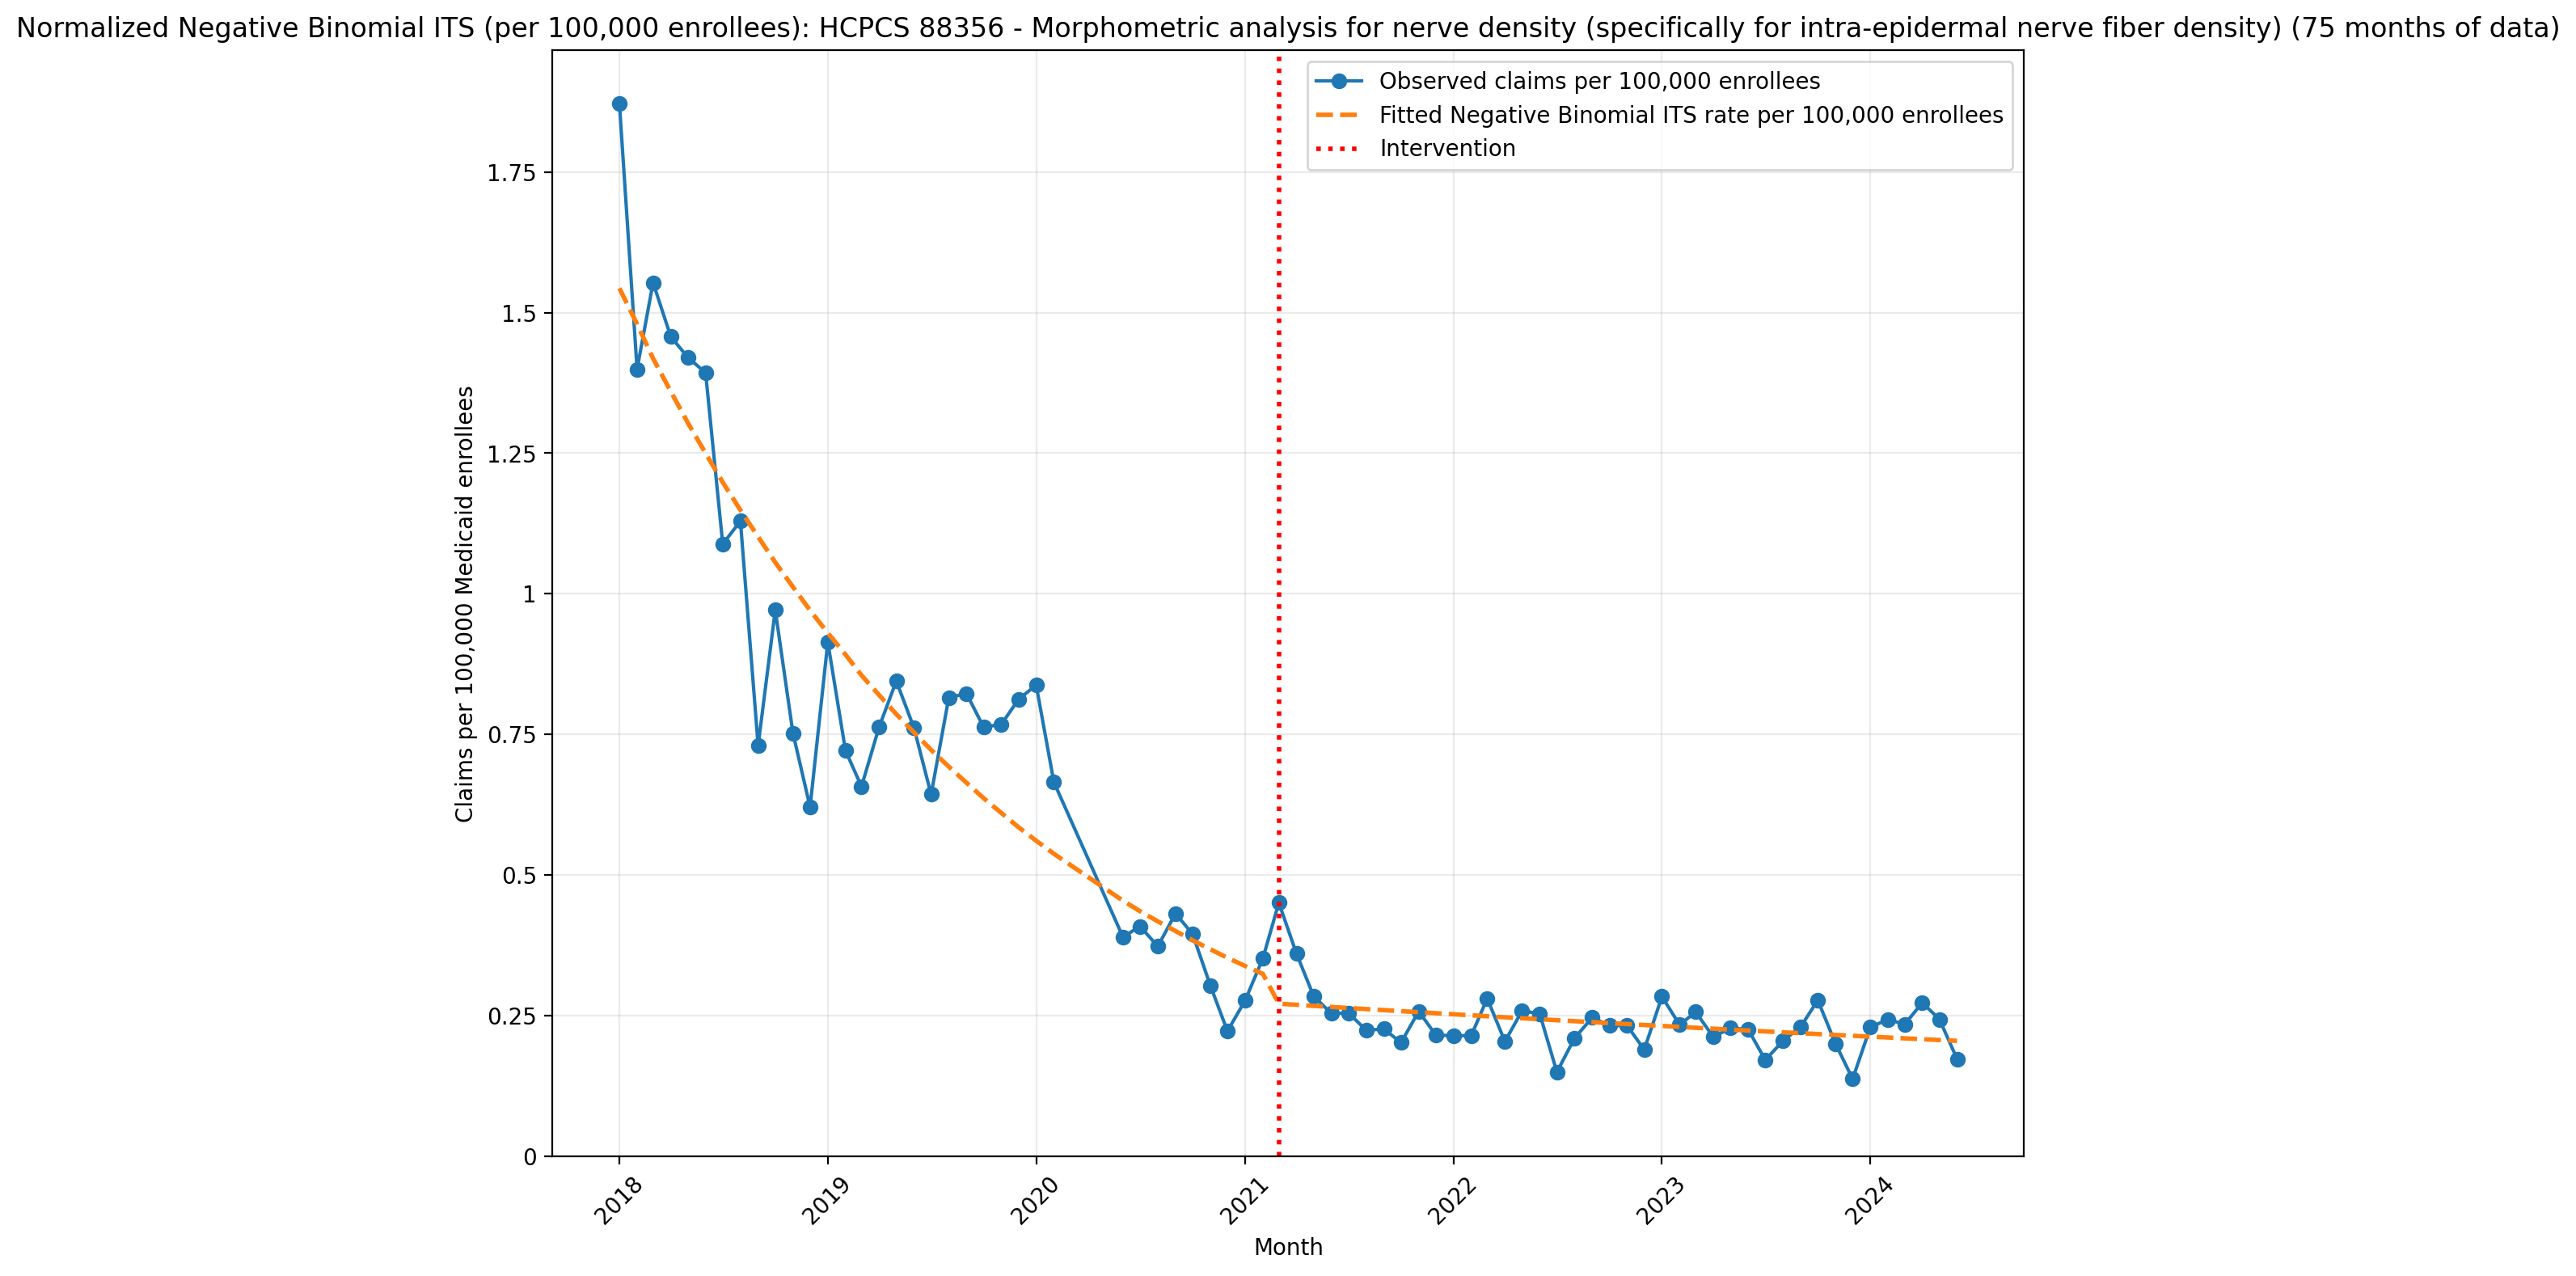 Normalized Negative Binomial ITS (per 100,000 enrollees): HCPCS 88356 - Morphometric analysis for nerve density (specifically for intra-epidermal nerve fiber density) (75 months of data)
Observed claims per 100,000 enrollees
Fitted Negative Binomial ITS rate per 100,000 enrollees
Intervention
Claims per 100,000 Medicaid enrollees
1.75
1.5
1.25
1
0.75
0.5
0.25
0
2018
2019
2020
2021
2022
2023
2024
Month